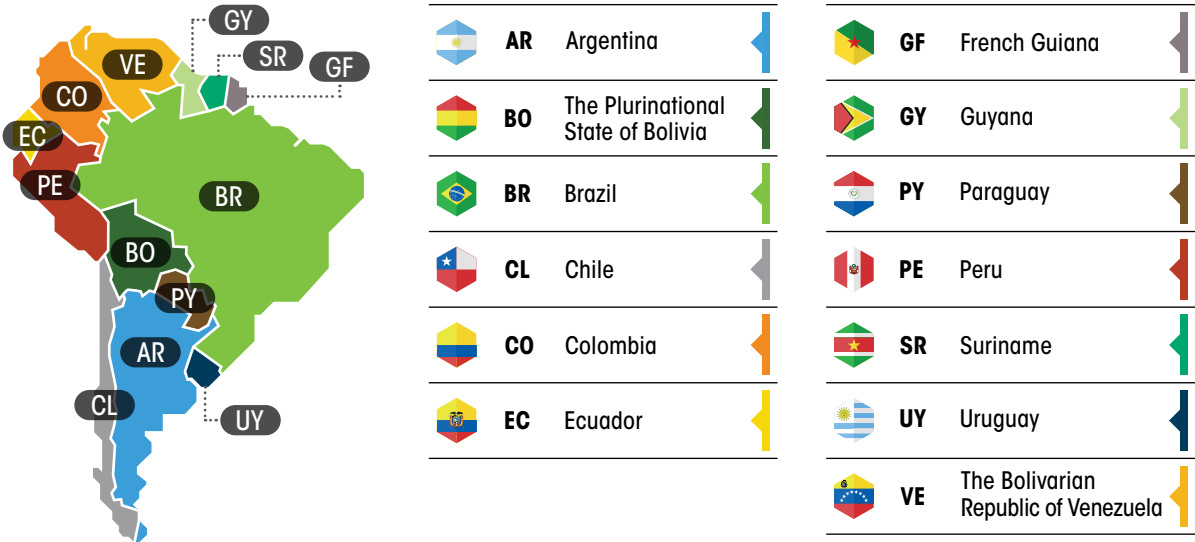 GY
SR
GF
VE
CO
EC
PE
BR
BO
PY
AR
CL
UY
AR Argentina
BO The Plurinational
State of Bolivia
BR Brazil
CL Chile
CO Colombia
EC Ecuador
GF French Guiana
GY Guyana
PY Paraguay
PE Peru
SR Suriname
UY Uruguay
VE The Bolivarian
Republic of Venezuela